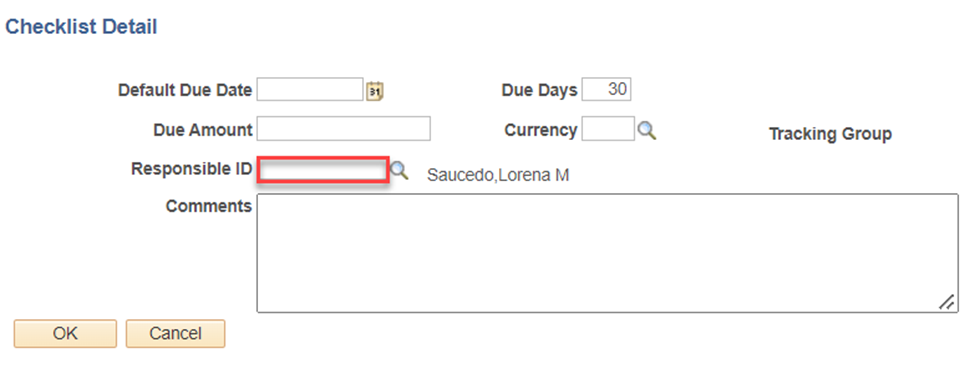 Checklist Detail
Default Due Date 31 Due Days 30
Due Amount Currency Tracking Group
Responsible ID Saucedo,Lorena M
Comments
OK Cancel